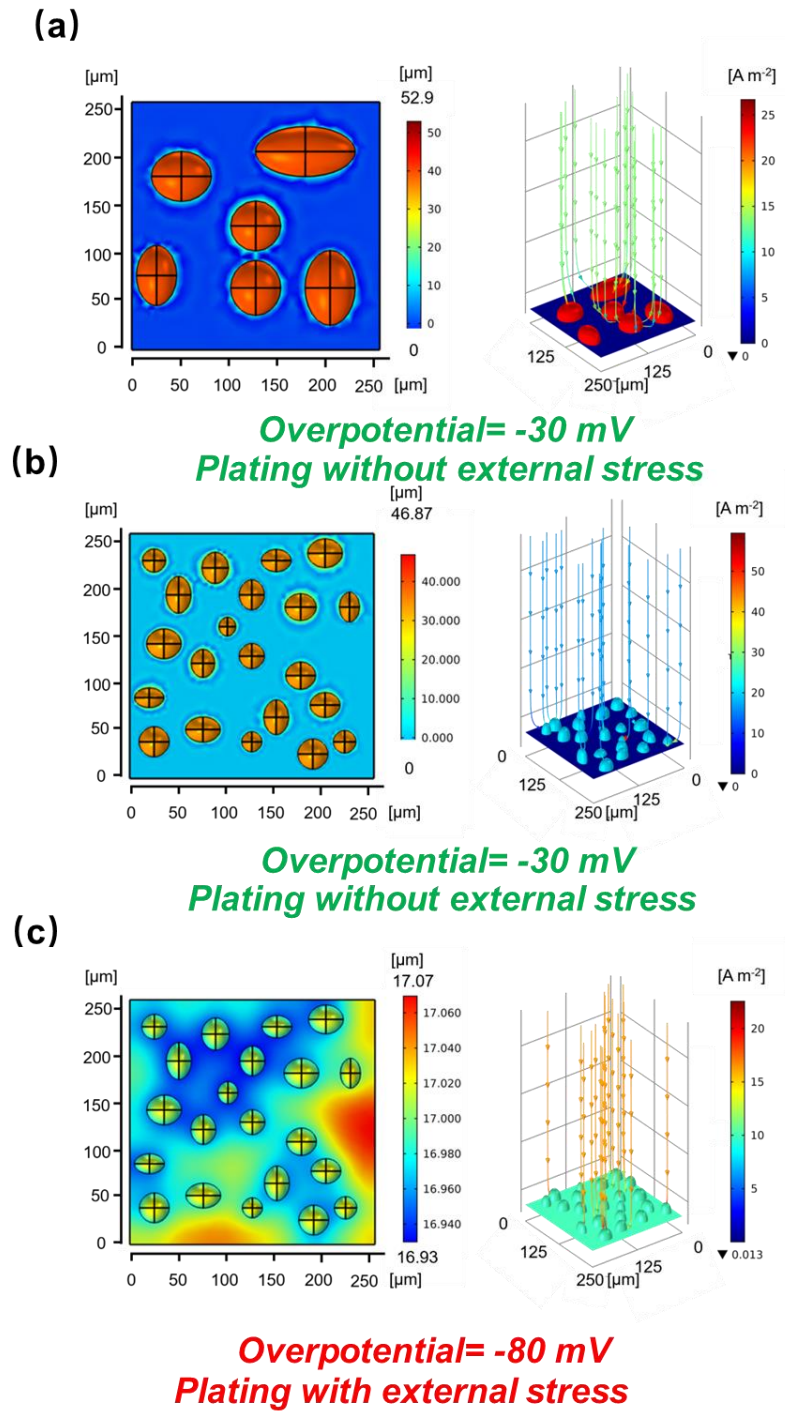 (a)
[µm]
52.9
[µm]
250
200
150
100
50
0
0 50 100 150 200 250 [µm]
50
40
30
20
10
0
0
[A m-2]
25
20
15
10
5
0
▼ 0
125
250 [µm]
125
0
Overpotential= -30 mV
Plating without external stress
(b)
[µm]
46.87
[µm]
250
200
150
100
50
0
0 50 100 150 200 250 [µm]
40.000
30.000
20.000
10.000
0.000
0
[A m-2]
50
40
30
20
10
0
▼ 0
0
125
250 [µm]
125
0
Overpotential= -30 mV
Plating without external stress
(c)
[µm]
17.07
[µm]
250
200
150
100
50
0
0 50 100 150 200 250
[µm]
17.060
17.040
17.020
17.000
16.980
16.960
16.940
16.93
[A m-2]
20
15
10
5
0
▼ 0.013
0
125
250 [µm]
125
0
Overpotential= -80 mV
Plating with external stress